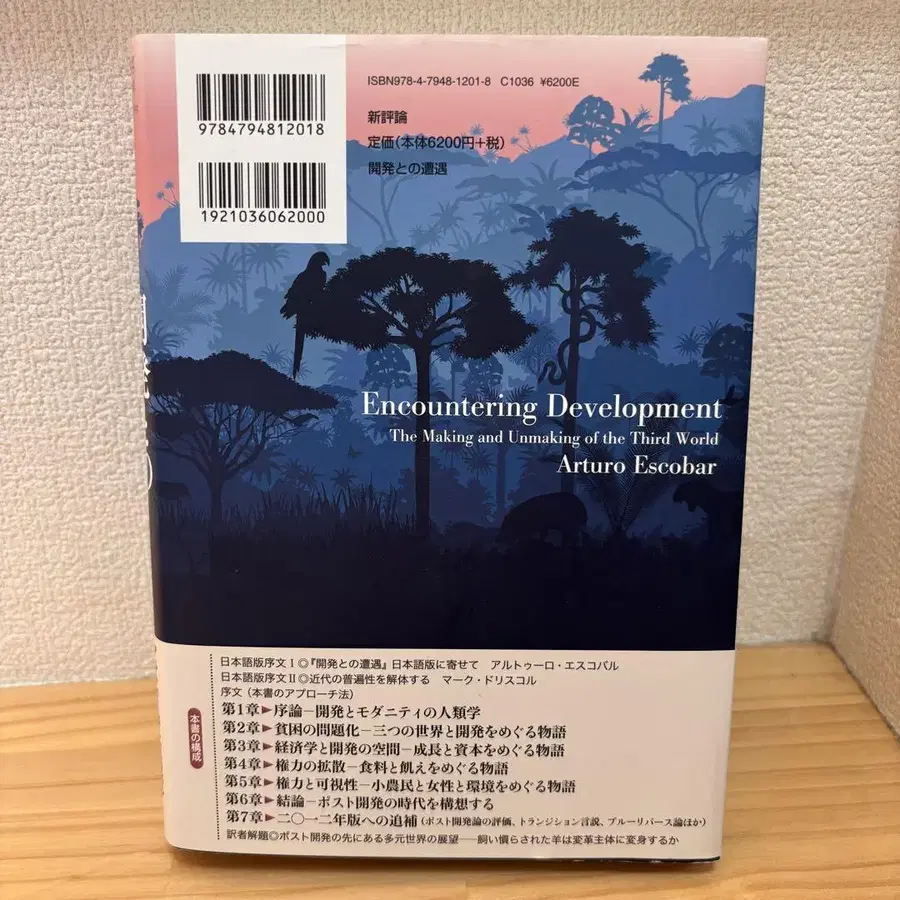 9784794812018
1921036062000
ISBN978-4-7948-1201-8 C1036 ¥6200E
新評論
定価(本体6200円+税)
開発との遭遇
Encountering Development
The Making and Unmaking of the Third World
Arturo Escobar
本書の構成
日本語版序文Ⅰ◎『開発との遭遇』日本語版に寄せて アルトゥーロ・エスコバル
日本語版序文Ⅱ◎近代の普遍性を解体する マーク・ドリスコル
序文(本書のアプローチ法)
第1章▶序論−開発とモダニティの人類学
第2章▶貧困の問題化−三つの世界と開発をめぐる物語
第3章▶経済学と開発の空間−成長と資本をめぐる物語
第4章▶権力の拡散−食料と飢えをめぐる物語
第5章▶権力と可視性−小農民と女性と環境をめぐる物語
第6章▶結論−ポスト開発の時代を構想する
第7章▶二〇一二年版への追補(ポスト開発論の評価、トランジション言説、プルーリバース論ほか)
訳者解題◎ポスト開発の先にある多元世界の展望──飼い慣らされた羊は変革主体に変身するか